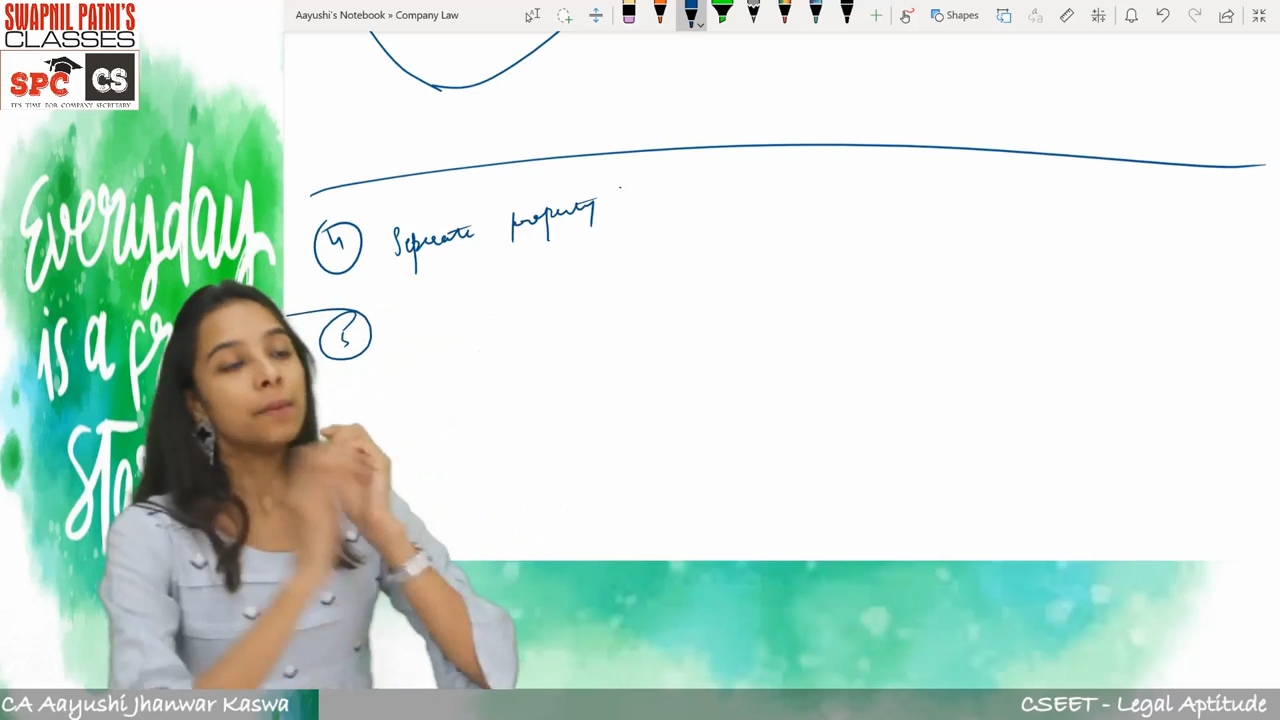 SWAPNIL PATNI'S
CLASSES
SPC CS
IT'S TIME FOR COMPANY SECRETARY
Aayushi's Notebook » Company Law
Shapes
4 Separate property
5
Everyday
is a
CA Aayushi Jhanwar Kaswa
CSEET - Legal Aptitude